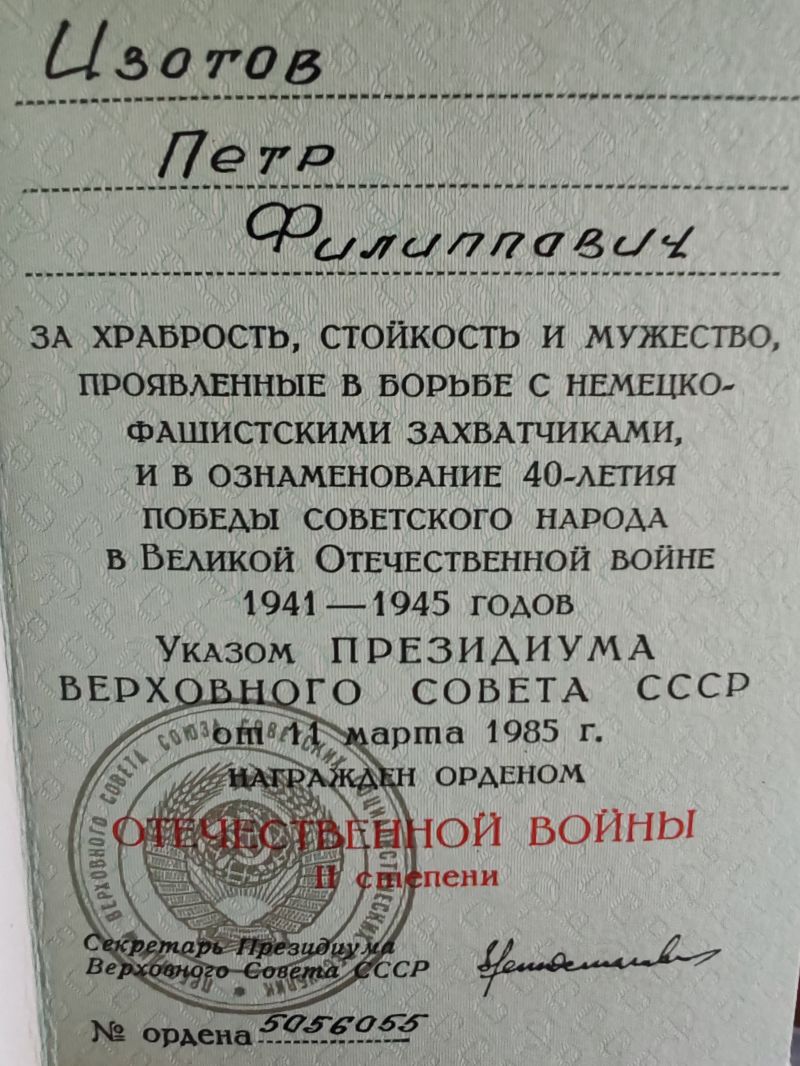 Изотов
Петр
Филиппавич
ЗА ХРАБРОСТЬ, СТОЙКОСТЬ И МУЖЕСТВО,
ПРОЯВЛЕННЫЕ В БОРЬБЕ С НЕМЕЦКО-
ФАШИСТСКИМИ ЗАХВАТЧИКАМИ,
И В ОЗНАМЕНОВАНИЕ 40-ЛЕТИЯ
ПОБЕДЫ СОВЕТСКОГО НАРОДА
В ВЕЛИКОЙ ОТЕЧЕСТВЕННОЙ ВОЙНЕ
1941—1945 ГОДОВ
УКАЗОМ ПРЕЗИДИУМА
ВЕРХОВНОГО СОВЕТА СССР
от 11 марта 1985 г.
НАГРАЖДЕН ОРДЕНОМ
ОТЕЧЕСТВЕННОЙ ВОЙНЫ
II степени
Секретарь Президиума
Верховного Совета СССР
№ ордена 5056055